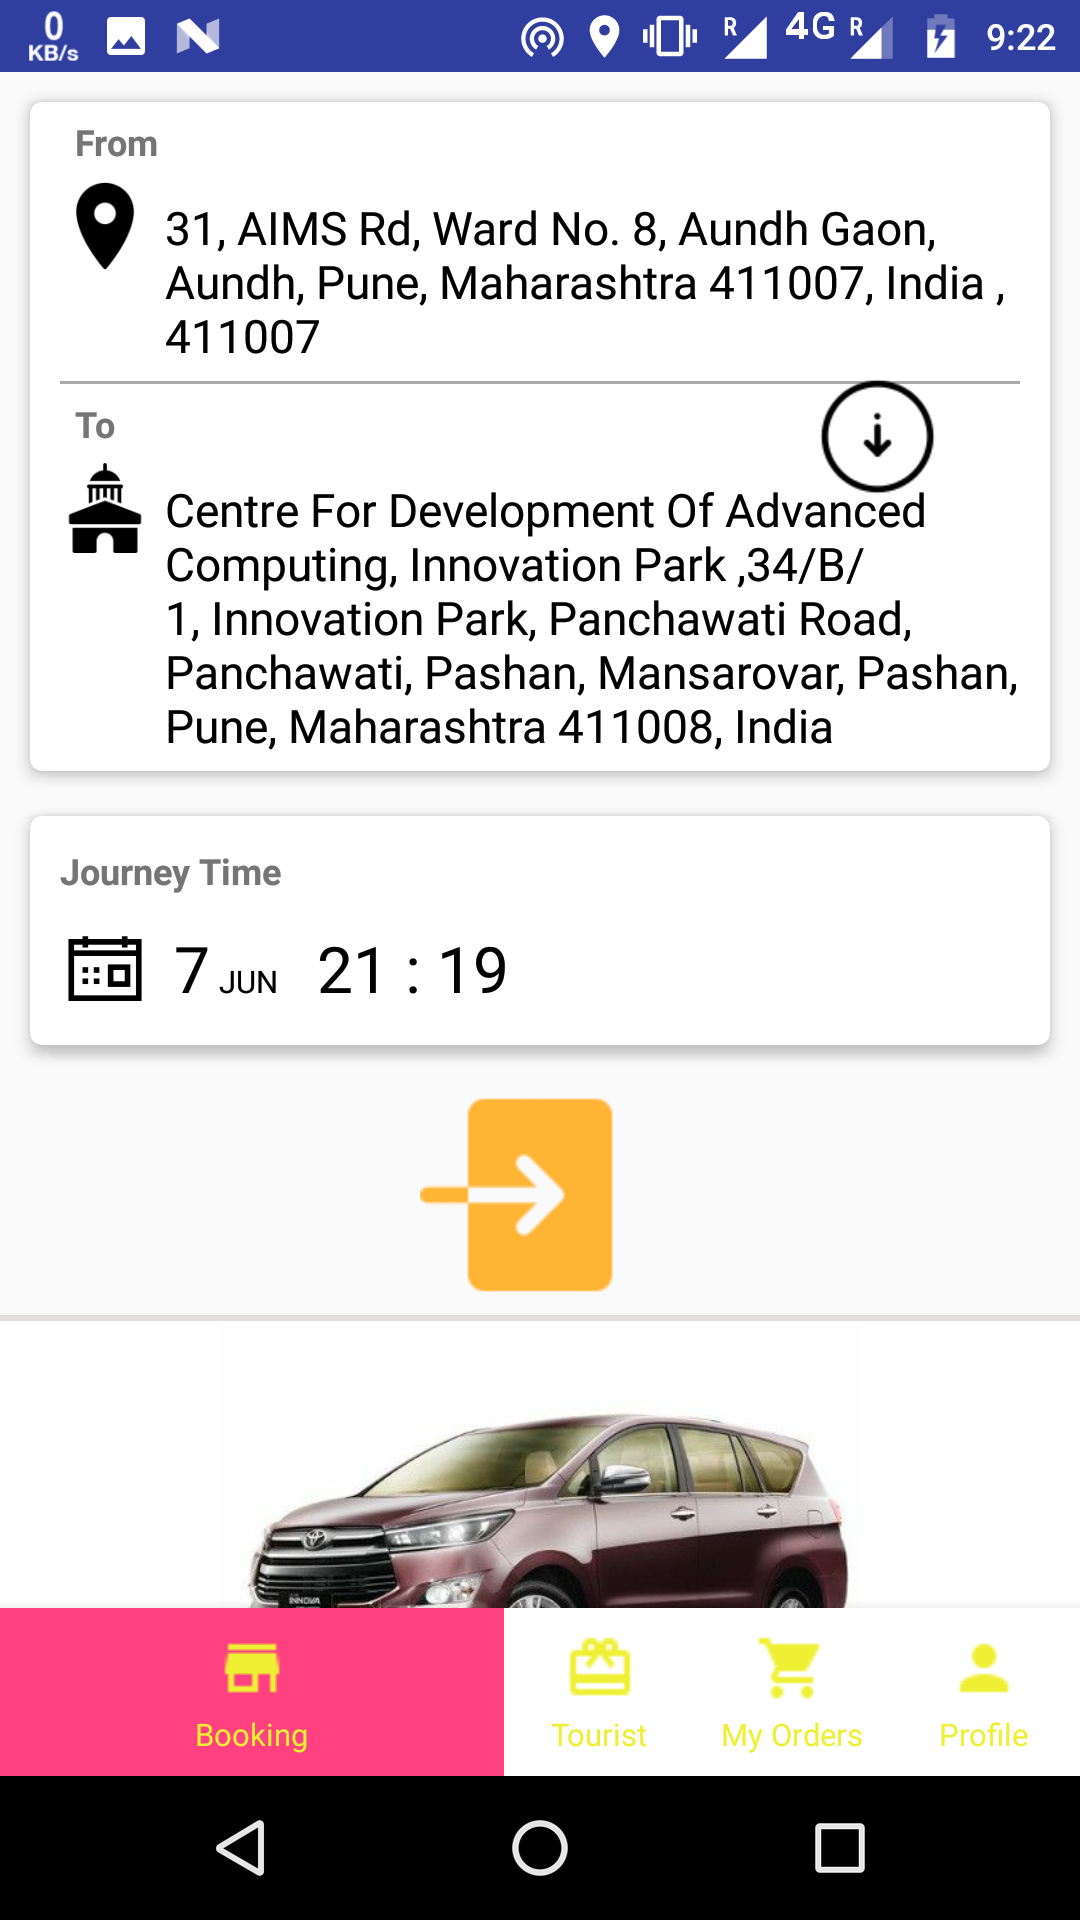 0
KB/s
R
4G
R
9:22
From
31, AIMS Rd, Ward No. 8, Aundh Gaon,
Aundh, Pune, Maharashtra 411007, India ,
411007
To
Centre For Development Of Advanced
Computing, Innovation Park ,34/B/
1, Innovation Park, Panchawati Road,
Panchawati, Pashan, Mansarovar, Pashan,
Pune, Maharashtra 411008, India
Journey Time
7 JUN 21 : 19
INNOVA
Booking
Tourist
My Orders
Profile